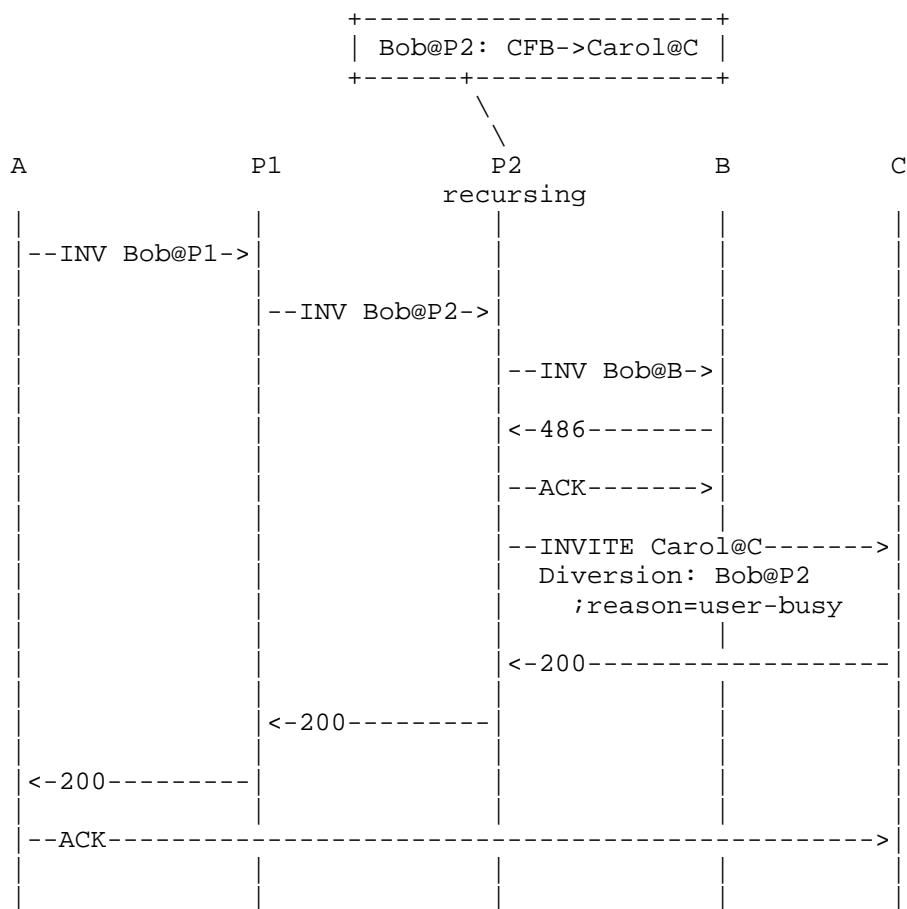 Bob@P2: CFB->Carol@C
A P1 P2 B C
recursing
--INV Bob@P1->
--INV Bob@P2->
--INV Bob@B->
<-486--------
--ACK------->
--INVITE Carol@C------->
Diversion: Bob@P2
;reason=user-busy
<-200-------------------
<-200---------
<-200---------
--ACK--------------------------------------------------->